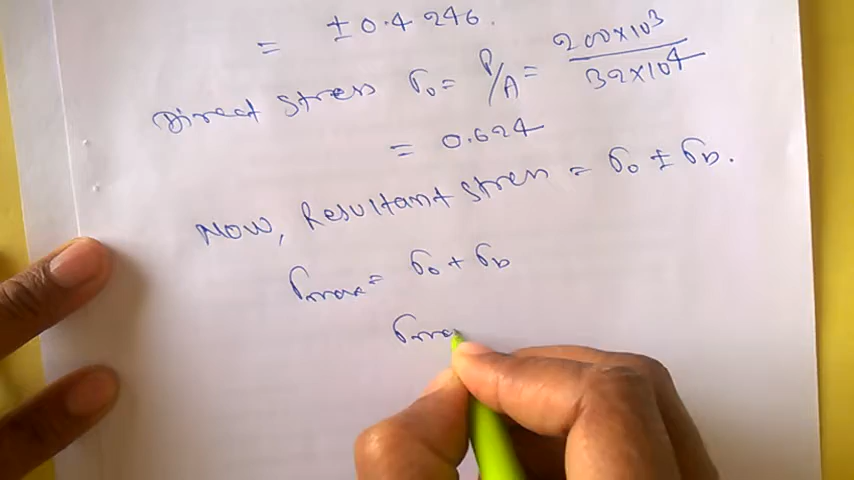 = ±0.4246.
Direct Stress σ₀ = P/A = 200×10³ / 32×10⁴
= 0.624
Now, Resultant Stress = σ₀ ± σb.
σmax = σ₀ + σb
σma